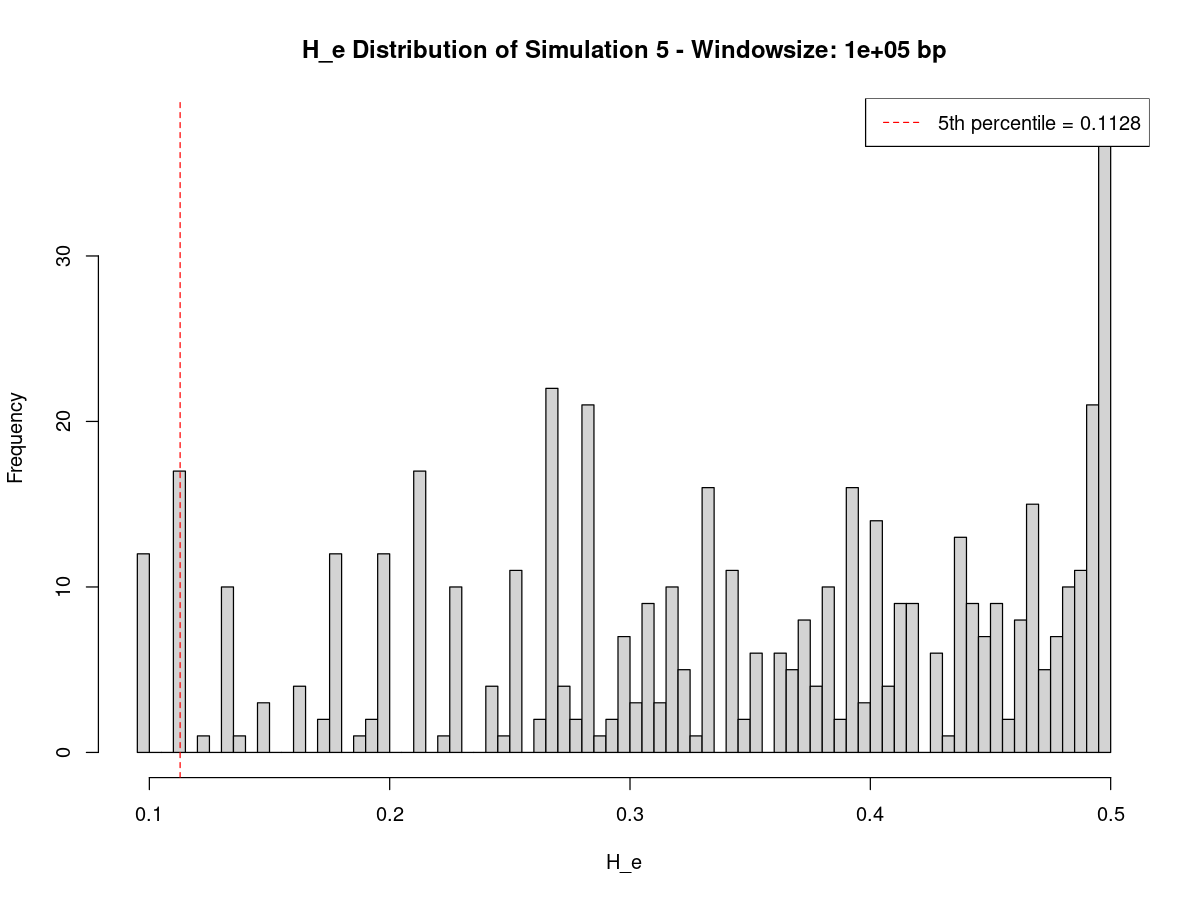 H_e Distribution of Simulation 5 - Windowsize: 1e+05 bp
5th percentile = 0.1128
Frequency
30
20
10
0
0.1 0.2 0.3 0.4 0.5
H_e